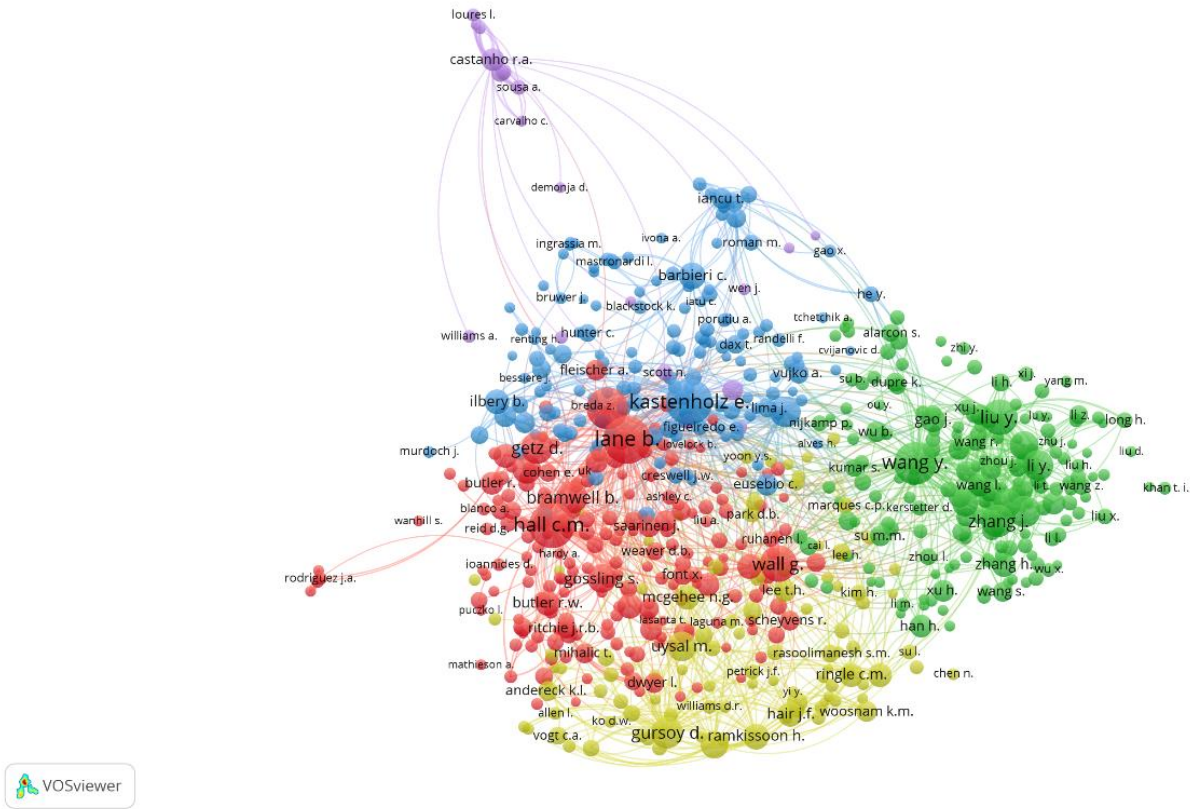 loures l.
castanho r.a.
sousa a.
carvalho c.
demonja d.
iancu t.
ingrassia m.
ivona a.
roman m.
gao x.
mastronardi l.
barbieri c.
wen j.
he y.
bruwer j.
blackstock k.
iatu c.
porutiu a.
tchetchik a.
williams a.
renting h.
hunter c.
dax t.
randelli f.
alarcon s.
cvijanovic d.
zhi y.
bessiere j.
fleischer a.
scott n.
vujko a.
su b.
dupre k.
li h.
xi j.
yang m.
ilbery b.
breda z.
kastenholz e.
lima j.
ou y.
gao j.
xu j.
liu y.
lu y.
li z.
long h.
figueiredo e.
nijkamp p.
wu b.
murdoch j.
getz d.
lane b.
lovelock b.
alves h.
wang r.
zhu j.
liu d.
cohen e.
uk
yoon y.s.
kumar s.
wang y.
zhou j.
li y.
liu h.
butler r.
creswell j.w.
eusebio c.
wang l.
li t.
wang z.
khan t. i.
bramwell b.
ashley c.
blanco a.
park d.b.
marques c.p.
kerstetter d.
wanhill s.
reid d.g.
hall c.m.
saarinen j.
liu a.
zhang j.
liu x.
ruhanen l.
cai l.
su m.m.
li l.
hardy a.
weaver d.b.
lee h.
zhou l.
ioannides d.
wall g.
zhang h.
wu x.
rodriguez j.a.
gossling s.
font x.
lee t.h.
kim h.
xu h.
wang s.
puczko l.
butler r.w.
mcgehee n.g.
li m.
lasanta t.
laguna m.
scheyvens r.
han h.
ritchie j.r.b.
mihalic t.
uysal m.
rasoolimanesh s.m.
su l.
mathieson a.
petrick j.f.
ringle c.m.
chen n.
andereck k.l.
dwyer l.
yi y.
allen l.
ko d.w.
williams d.r.
hair j.f.
woosnam k.m.
vogt c.a.
gursoy d.
ramkissoon h.
VOSviewer